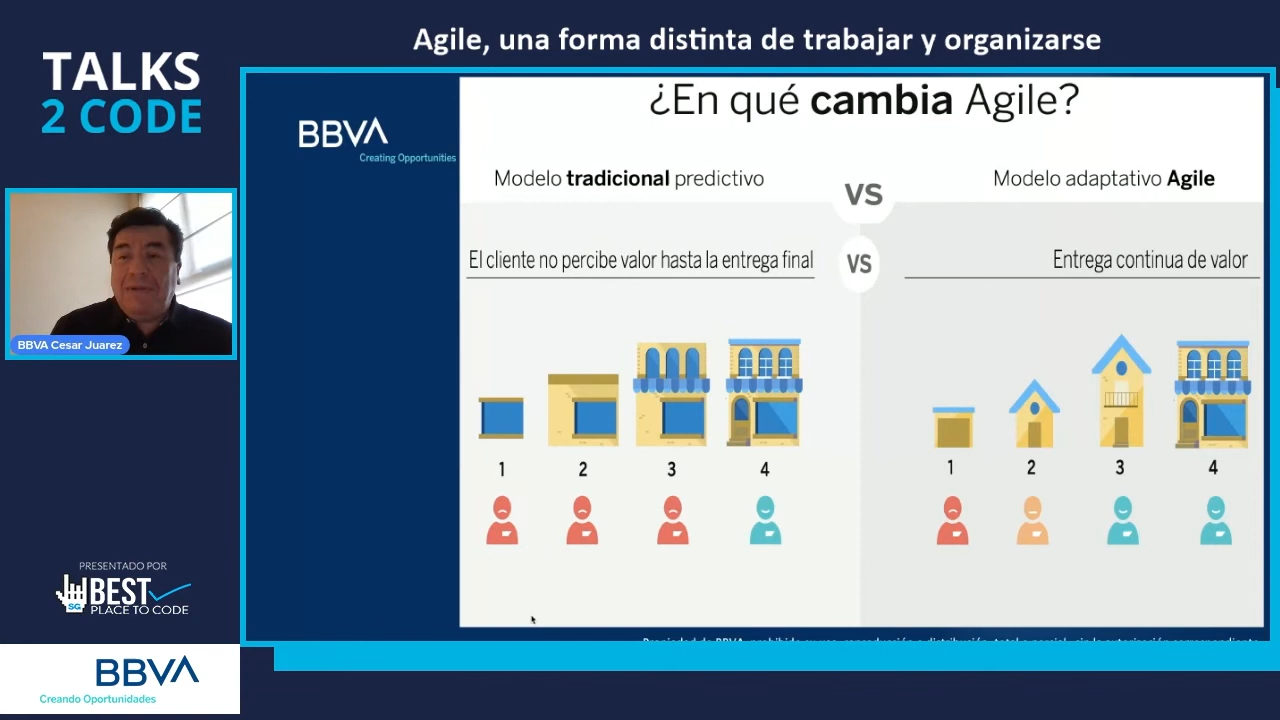 Agile, una forma distinta de trabajar y organizarse
TALKS
2 CODE
¿En qué cambia Agile?
BBVA
Creating Opportunities
Modelo tradicional predictivo
VS
Modelo adaptativo Agile
El cliente no percibe valor hasta la entrega final
VS
Entrega continua de valor
1 2 3 4
1 2 3 4
BBVA Cesar Juarez
PRESENTADO POR
SG
BEST
PLACE TO CODE
BBVA
Creando Oportunidades